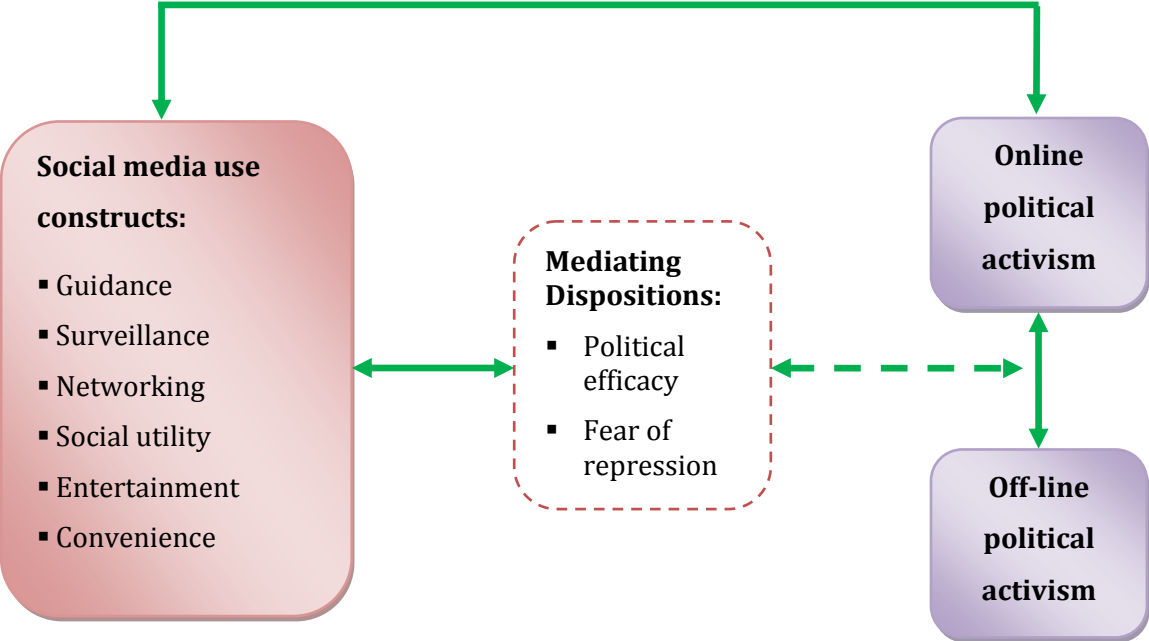 Social media use
constructs:
▪ Guidance
▪ Surveillance
▪ Networking
▪ Social utility
▪ Entertainment
▪ Convenience
Mediating
Dispositions:
▪ Political
efficacy
▪ Fear of
repression
Online
political
activism
Off-line
political
activism